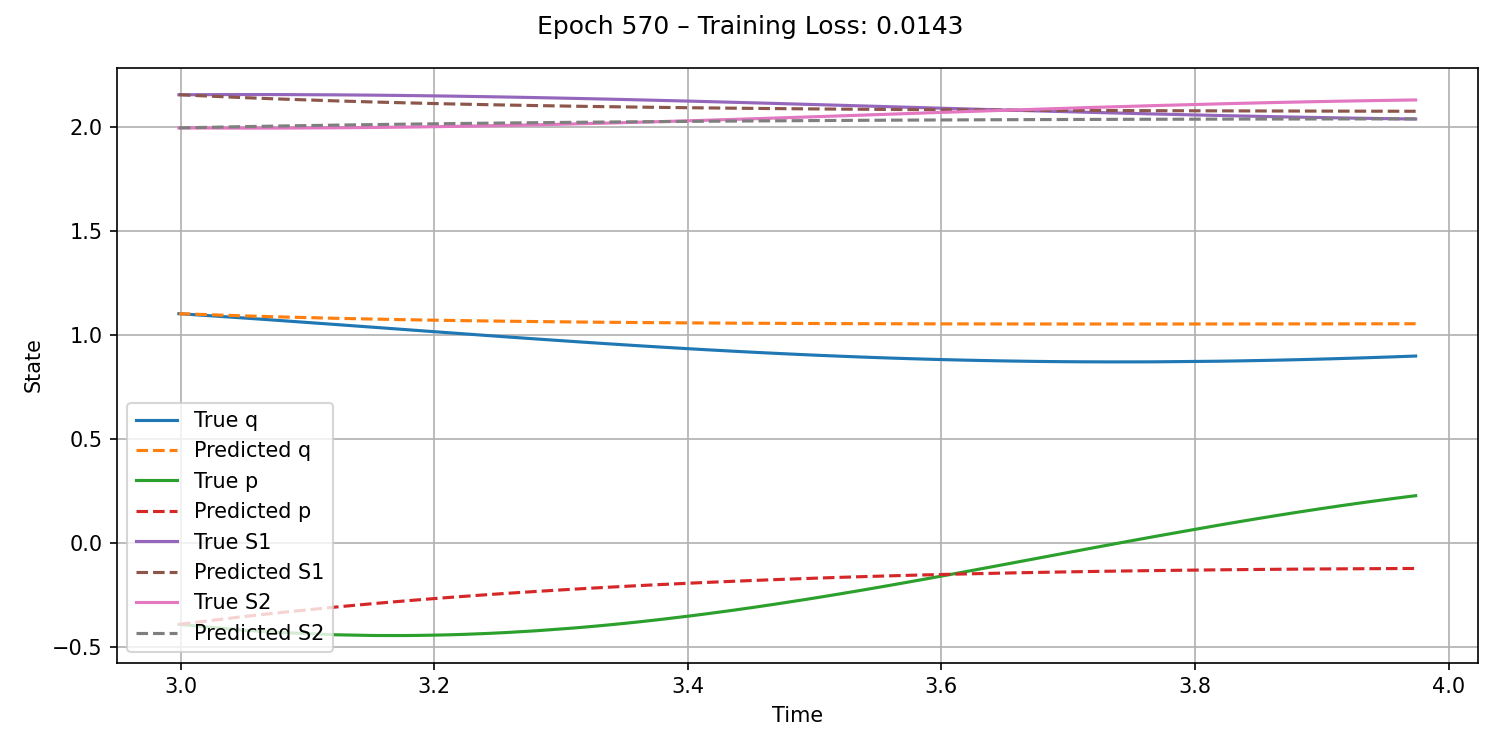 Epoch 570 – Training Loss: 0.0143
State
2.0
1.5
1.0
0.5
0.0
−0.5
True q
Predicted q
True p
Predicted p
True S1
Predicted S1
True S2
Predicted S2
3.0 3.2 3.4 3.6 3.8 4.0
Time